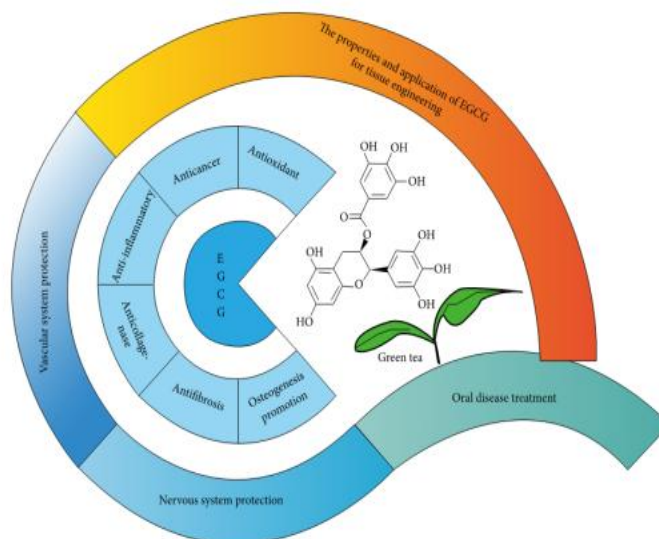 The properties and application of EGCG
for tissue engineering
Vascular system protection
Nervous system protection
Oral disease treatment
Antioxidant
Anticancer
Anti-inflammatory
Anticollage-
nase
Antifibrosis
Osteogenesis
promotion
E
G
C
G
OH
OH
OH
O
O
OH
OH
OH
OH
O
HO
Green tea